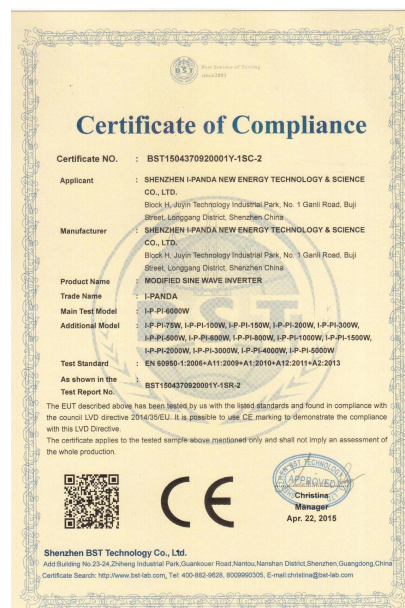 BST
Best Service of Testing
since2003
Certificate of Compliance
Certificate NO. : BST1504370920001Y-1SC-2
Applicant : SHENZHEN I-PANDA NEW ENERGY TECHNOLOGY & SCIENCE
CO., LTD.
Block H, Juyin Technology Industrial Park, No. 1 Ganli Road, Buji
Street, Longgang District, Shenzhen China
Manufacturer : SHENZHEN I-PANDA NEW ENERGY TECHNOLOGY & SCIENCE
CO., LTD.
Block H, Juyin Technology Industrial Park, No. 1 Ganli Road, Buji
Street, Longgang District, Shenzhen China
Product Name : MODIFIED SINE WAVE INVERTER
Trade Name : I-PANDA
Main Test Model : I-P-PI-6000W
Additional Model : I-P-PI-75W, I-P-PI-100W, I-P-PI-150W, I-P-PI-200W, I-P-PI-300W,
I-P-PI-500W, I-P-PI-600W, I-P-PI-800W, I-P-PI-1000W, I-P-PI-1500W,
I-P-PI-2000W, I-P-PI-3000W, I-P-PI-4000W, I-P-PI-5000W
Test Standard : EN 60950-1:2006+A11:2009+A1:2010+A12:2011+A2:2013
As shown in the
Test Report No. : BST1504370920001Y-1SR-2
The EUT described above has been tested by us with the listed standards and found in compliance with
the council LVD directive 2014/35/EU. It is possible to use CE marking to demonstrate the compliance
with this LVD Directive.
The certificate applies to the tested sample above mentioned only and shall not imply an assessment of
the whole production.
CE
BST TECHNOLOGY
APPROVED
Christina
Manager
Apr. 22, 2015
Shenzhen BST Technology Co., Ltd.
Add:Building No.23-24,Zhiheng Industrial Park,Guankouer Road,Nantou,Nanshan District,Shenzhen,Guangdong,China
Certificate Search: http://www.bst-lab.com, Tel: 400-882-9628, 8009990305, E-mail:christina@bst-lab.com